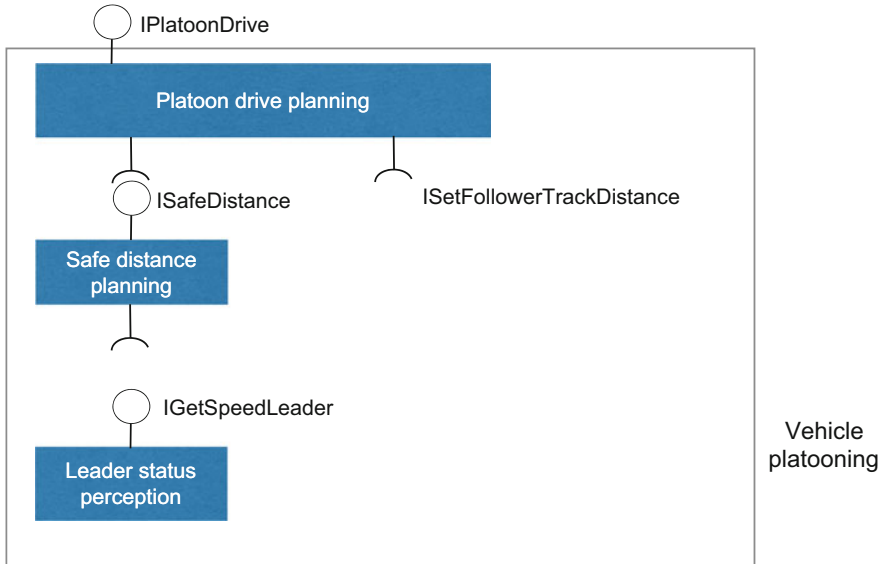 IPlatoonDrive
Platoon drive planning
ISafeDistance
ISetFollowerTrackDistance
Safe distance
planning
IGetSpeedLeader
Leader status
perception
Vehicle
platooning